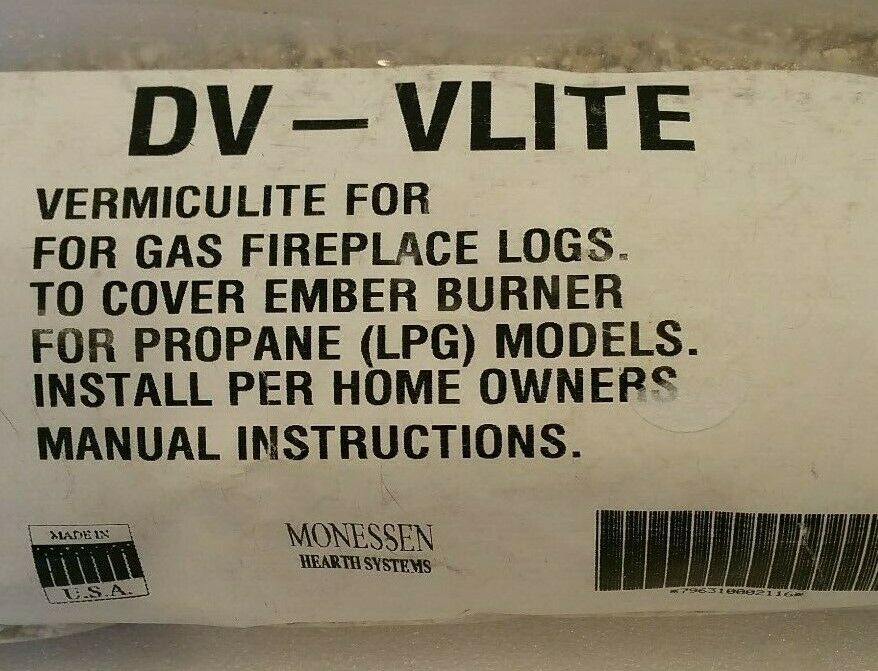 DV — VLITE
VERMICULITE FOR
FOR GAS FIREPLACE LOGS.
TO COVER EMBER BURNER
FOR PROPANE (LPG) MODELS.
INSTALL PER HOME OWNERS
MANUAL INSTRUCTIONS.
MADE IN
U.S.A.
MONESSEN
HEARTH SYSTEMS
*796310002116*